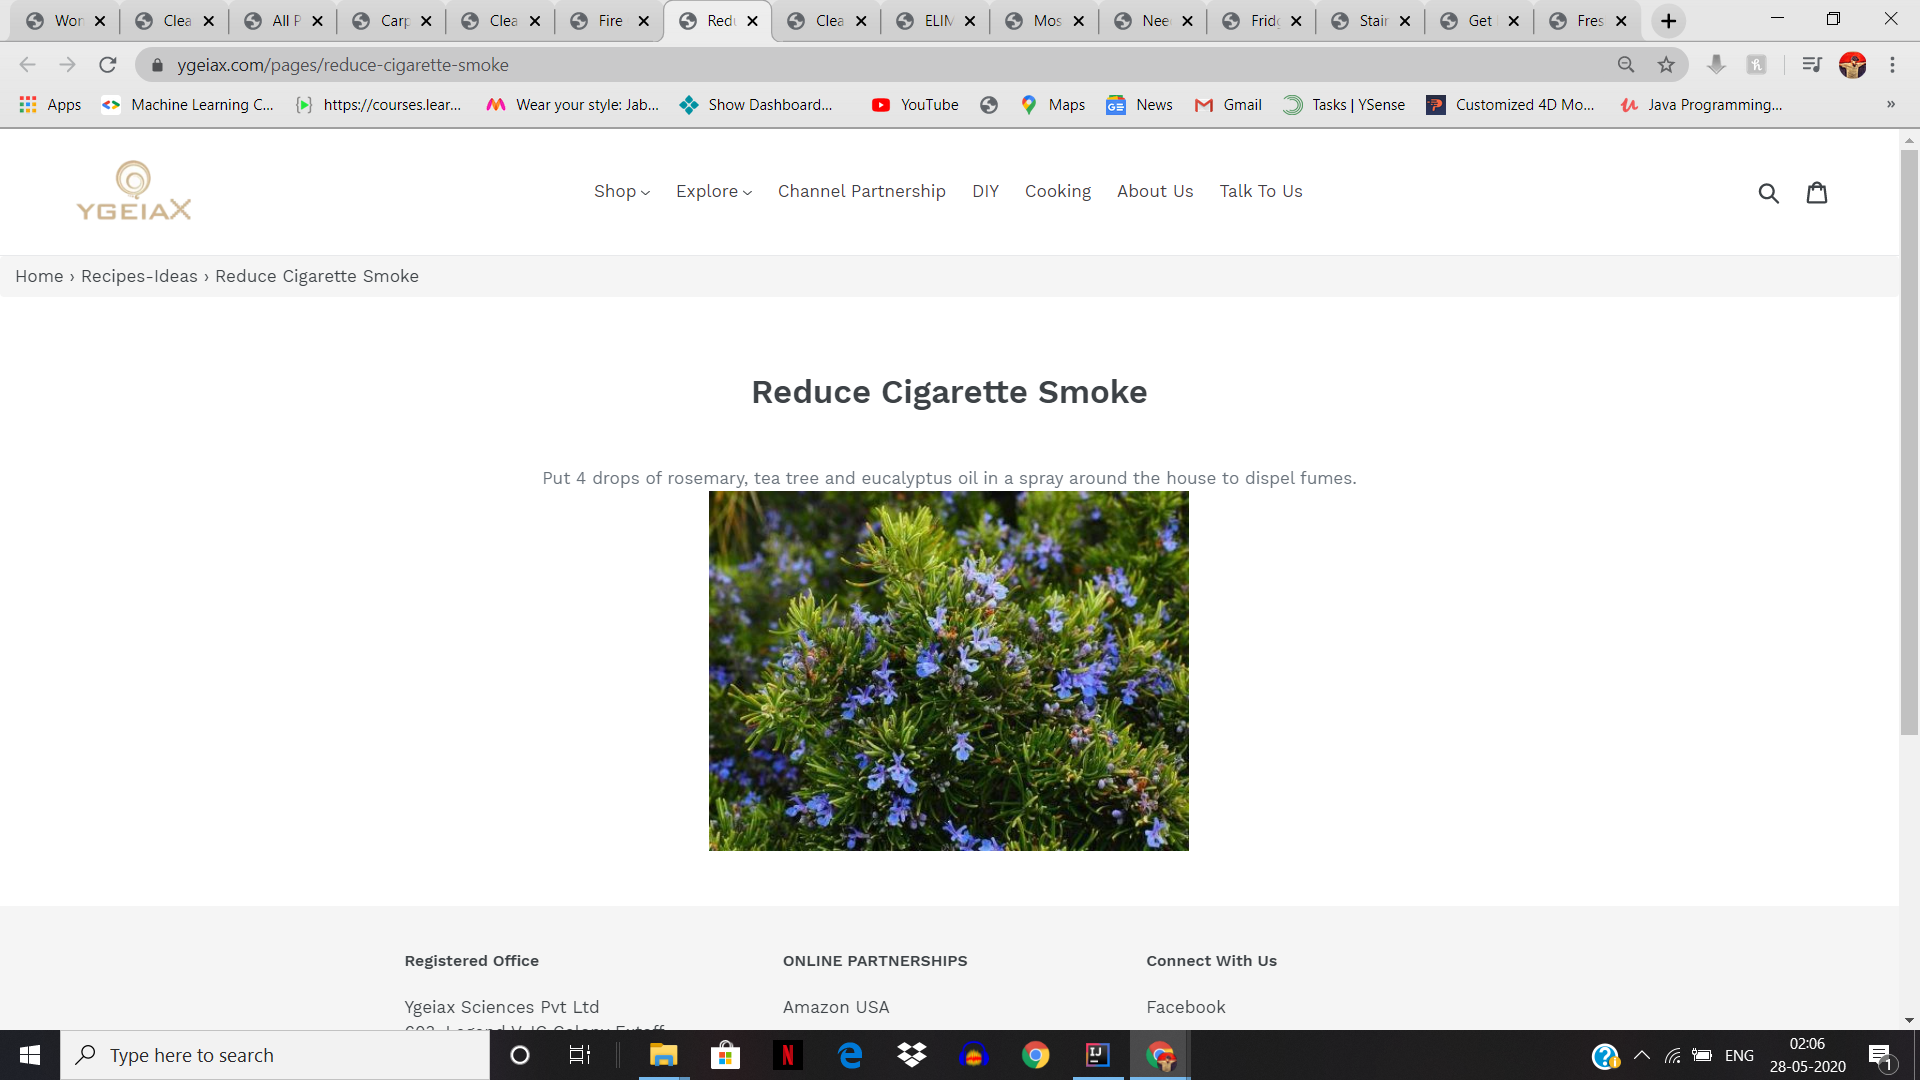 Wor
Clea
All P
Carp
Clea
Fire
Redu
Clea
ELIM
Mos
Nee
Frid
Stair
Get
Fres
ygeiax.com/pages/reduce-cigarette-smoke
Apps
Machine Learning C...
https://courses.lear...
Wear your style: Jab...
Show Dashboard...
YouTube
Maps
News
Gmail
Tasks | YSense
Customized 4D Mo...
Java Programming...
»
YGEIAX
Shop
Explore
Channel Partnership
DIY
Cooking
About Us
Talk To Us
Home › Recipes-Ideas › Reduce Cigarette Smoke
Reduce Cigarette Smoke
Put 4 drops of rosemary, tea tree and eucalyptus oil in a spray around the house to dispel fumes.
Registered Office
ONLINE PARTNERSHIPS
Connect With Us
Ygeiax Sciences Pvt Ltd
Amazon USA
Facebook
Type here to search
ENG
02:06
28-05-2020
1